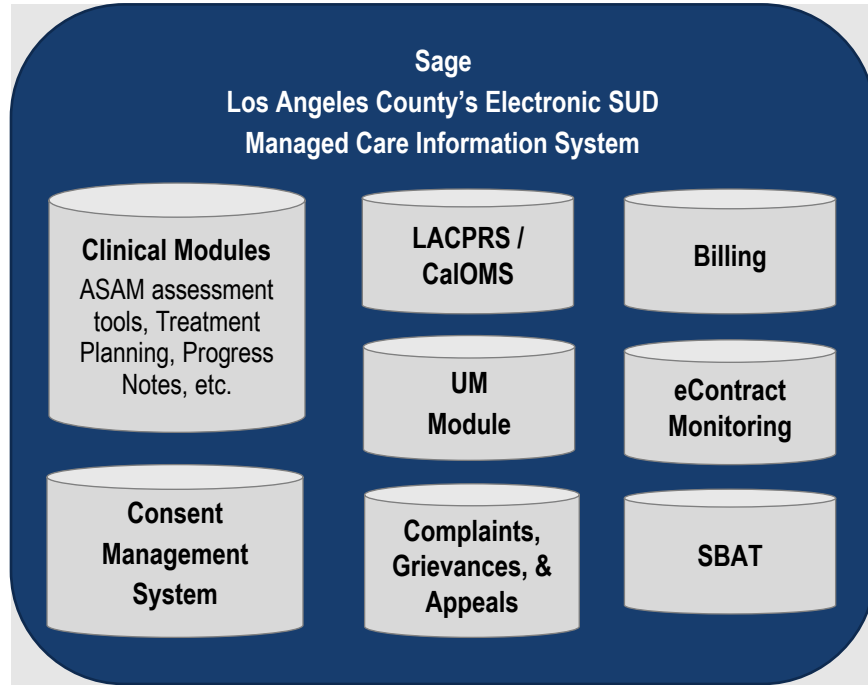 Sage
Los Angeles County's Electronic SUD
Managed Care Information System
Clinical Modules
ASAM assessment
tools, Treatment
Planning, Progress
Notes, etc.
LACPRS /
CalOMS
Billing
UM
Module
eContract
Monitoring
Consent
Management
System
Complaints,
Grievances, &
Appeals
SBAT